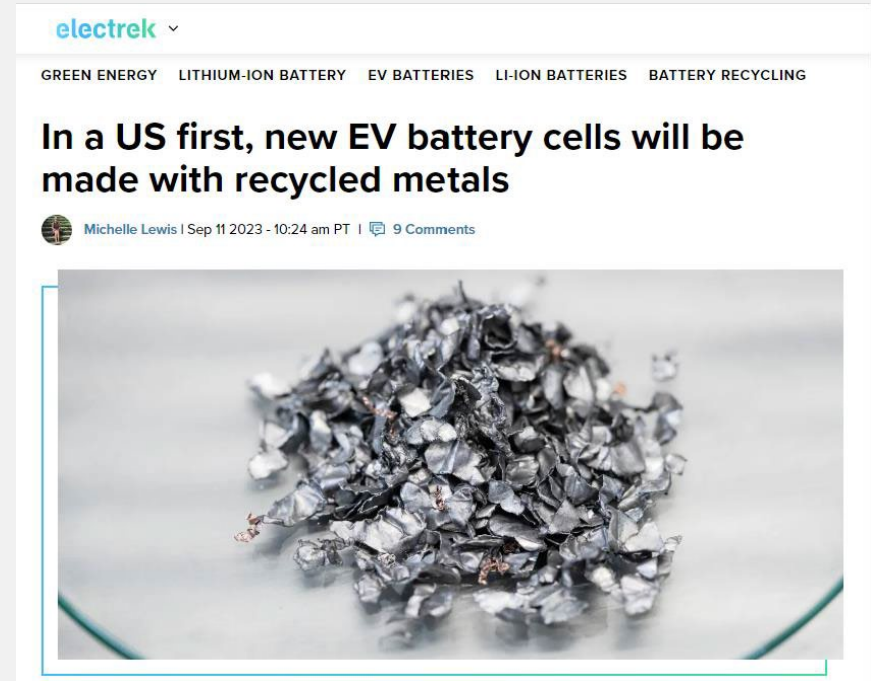 electrek
GREEN ENERGY LITHIUM-ION BATTERY EV BATTERIES LI-ION BATTERIES BATTERY RECYCLING
In a US first, new EV battery cells will be
made with recycled metals
Michelle Lewis | Sep 11 2023 - 10:24 am PT | 9 Comments